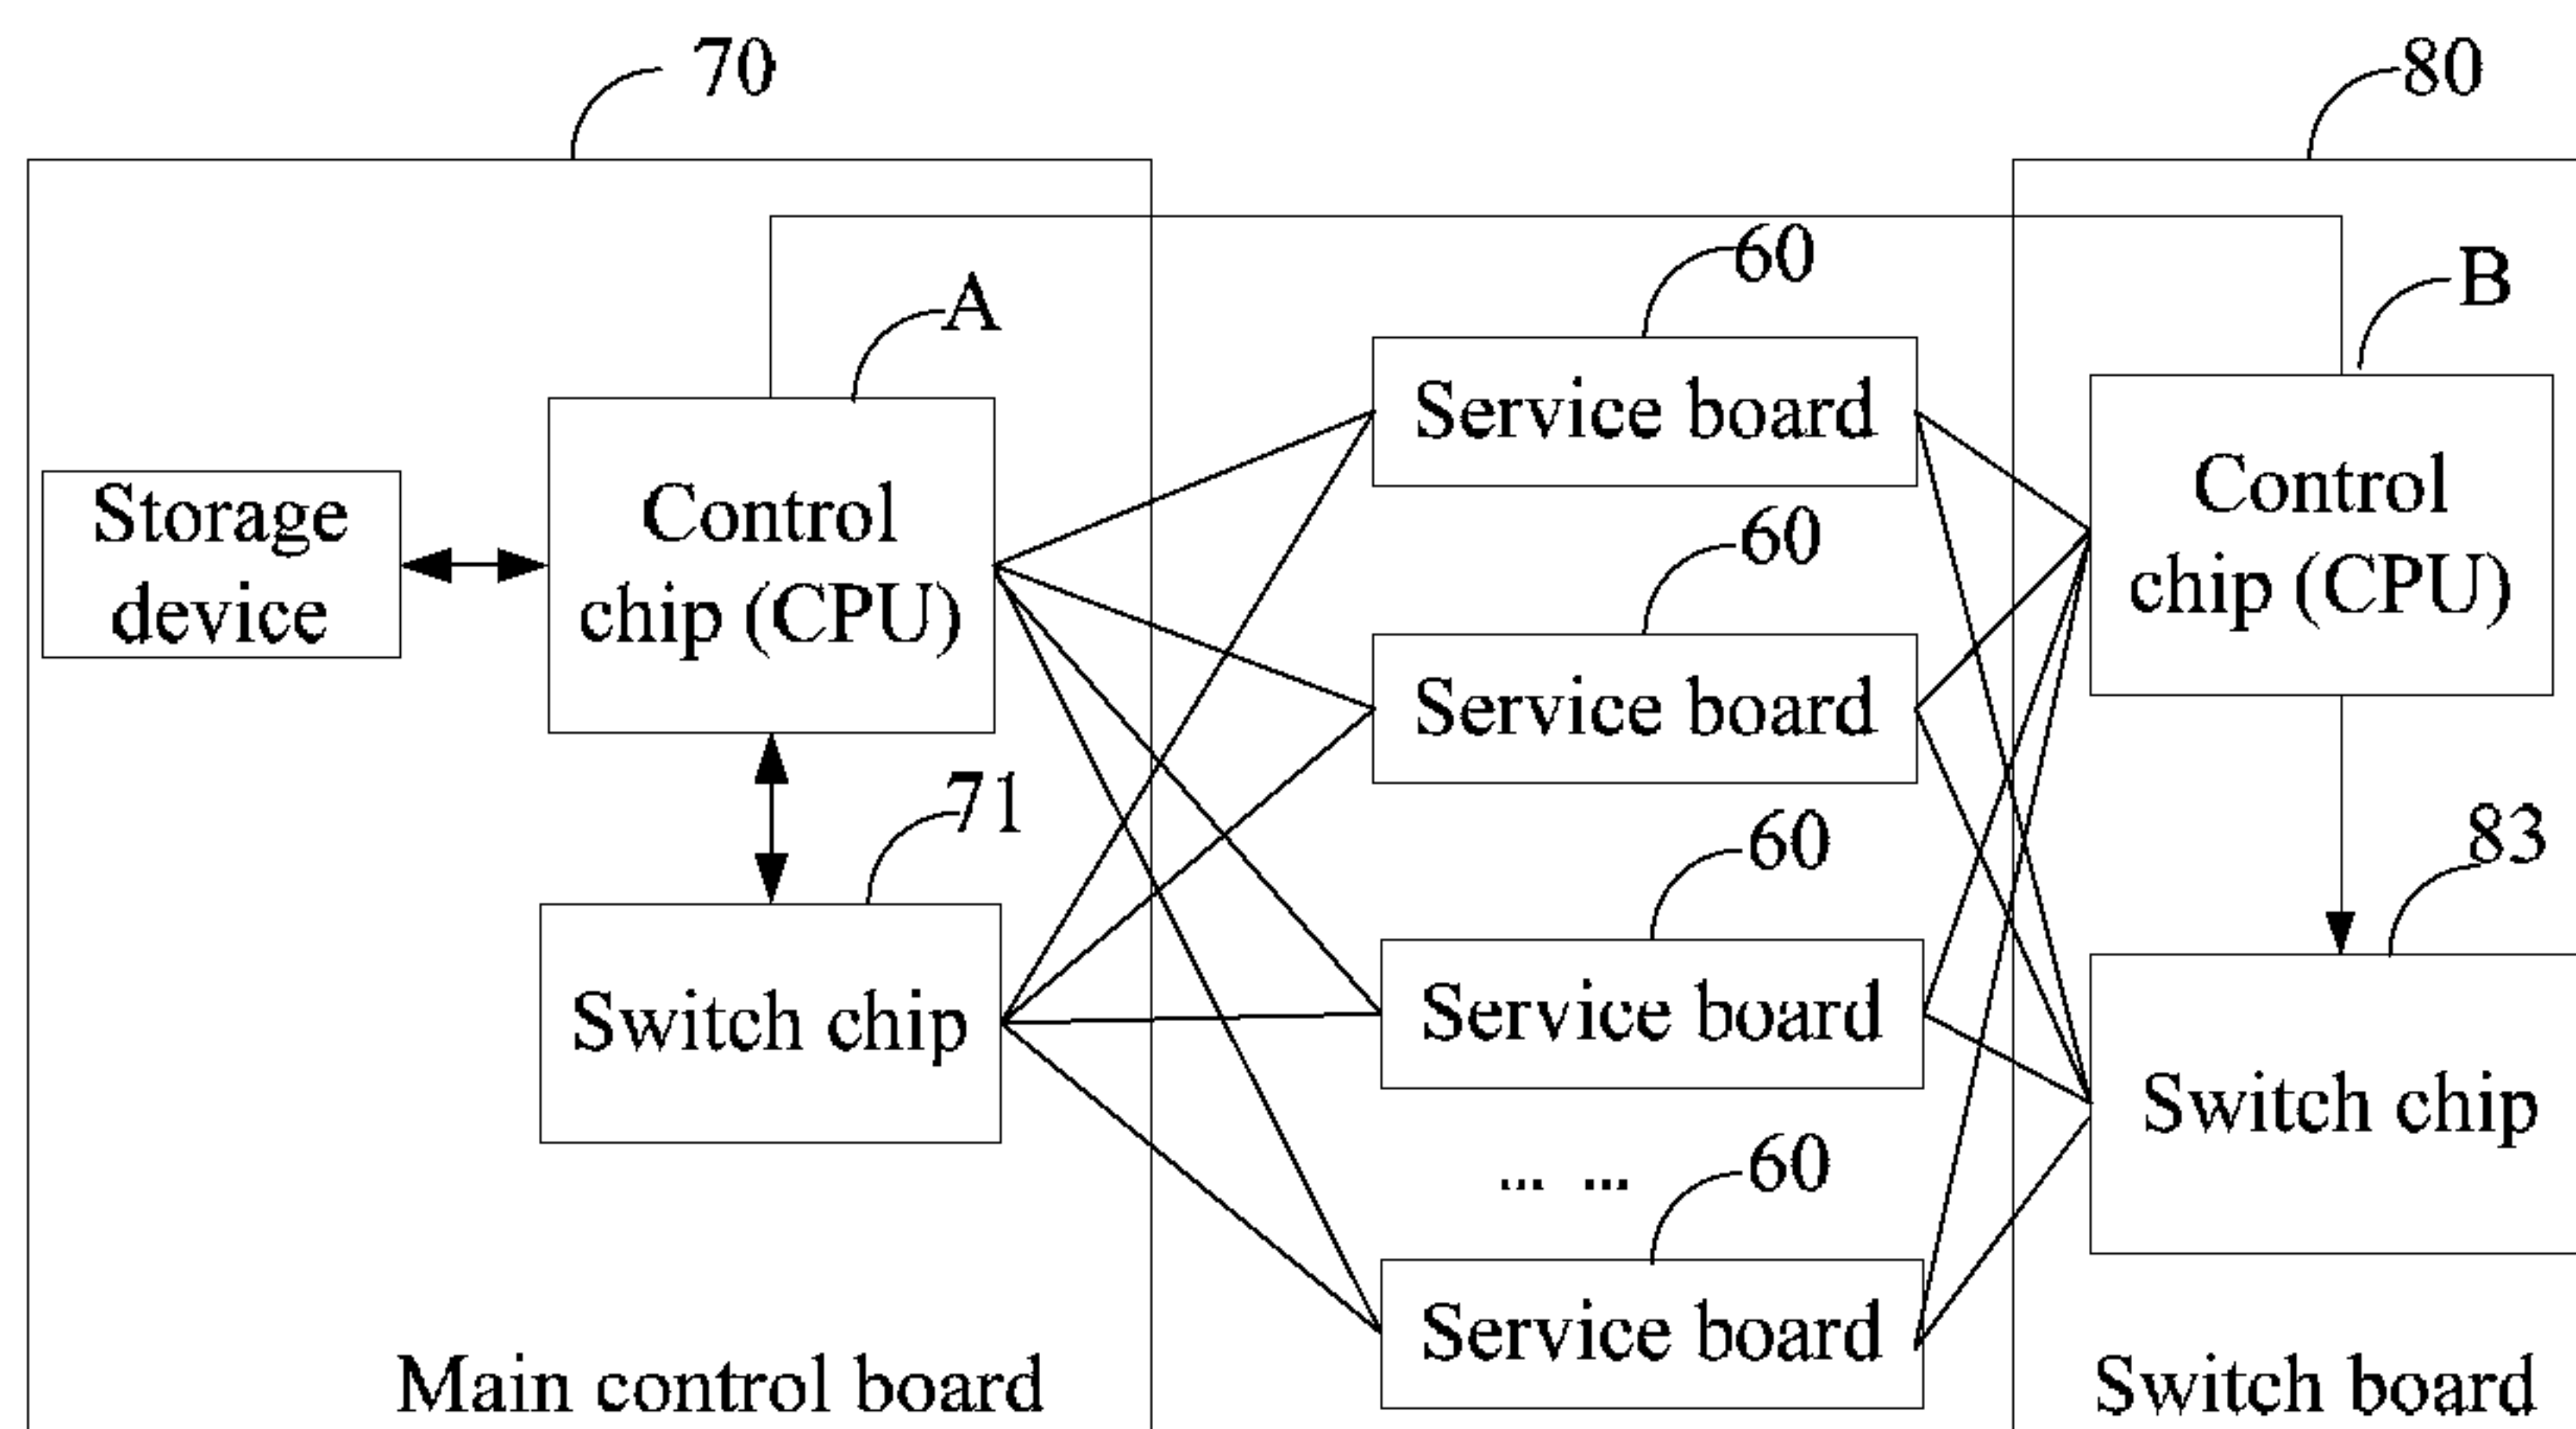 70
80
60
A
B
Service board
Storage
device
Control
chip (CPU)
60
Control
chip (CPU)
Service board
71
60
83
Service board
Switch chip
Switch chip
... ...
60
Service board
Main control board
Switch board